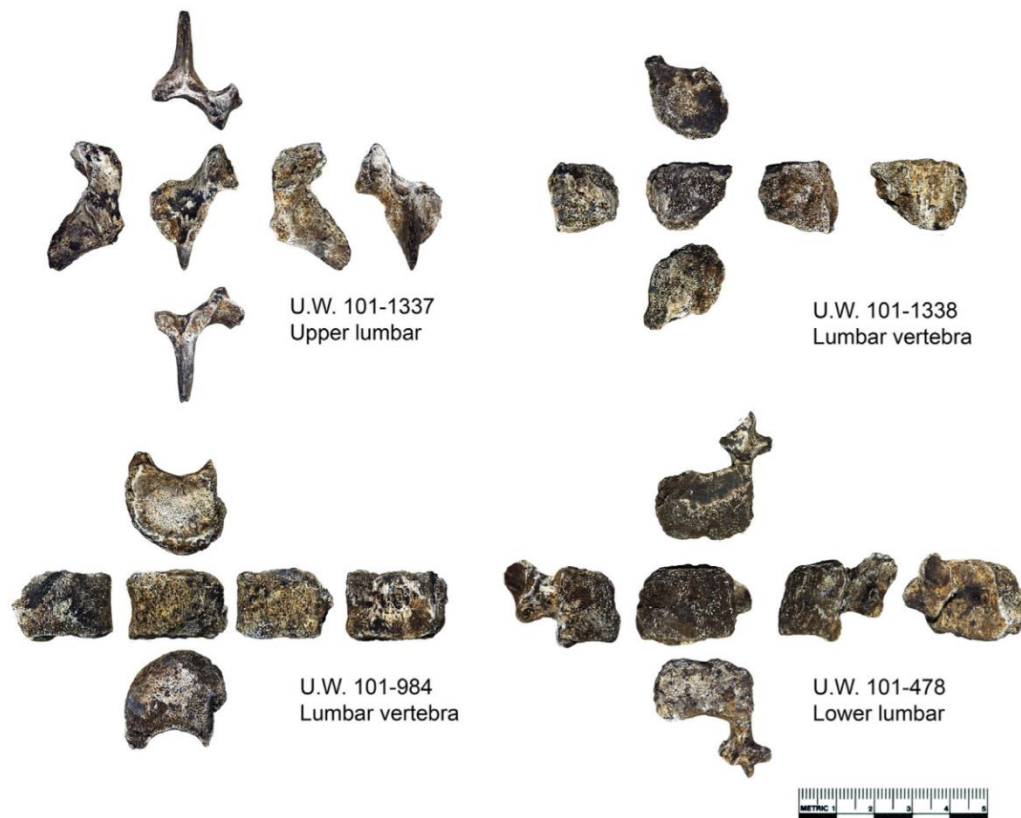 U.W. 101-1337
Upper lumbar
U.W. 101-1338
Lumbar vertebra
U.W. 101-984
Lumbar vertebra
U.W. 101-478
Lower lumbar
METRIC 1 2 3 4 5